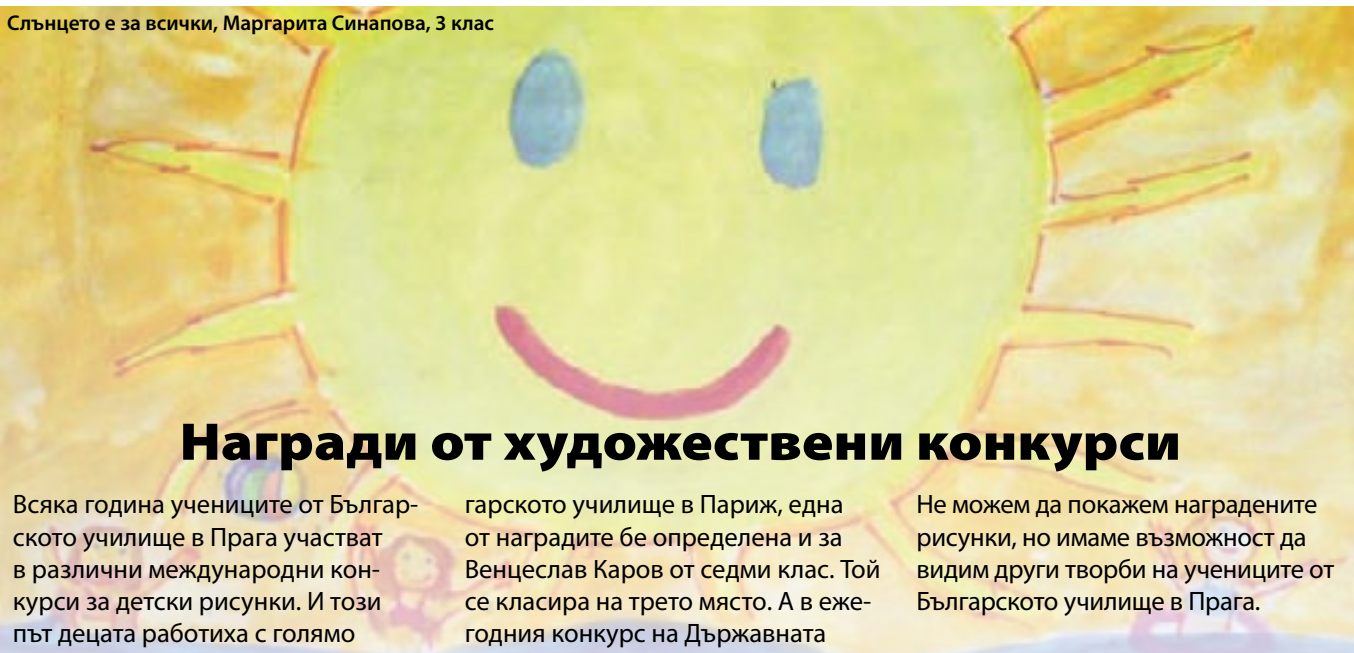 Слънцето е за всички, Маргарита Синапова, 3 клас
Награди от художествени конкурси
Всяка година учениците от Българ-
ското училище в Прага участват
в различни международни кон-
курси за детски рисунки. И този
път децата работиха с голямо
гарското училище в Париж, една
от наградите бе определена и за
Венцеслав Каров от седми клас. Той
се класира на трето място. А в еже-
годния конкурс на Държавната
Не можем да покажем наградените
рисунки, но имаме възможност да
видим други творби на учениците от
Българското училище в Прага.